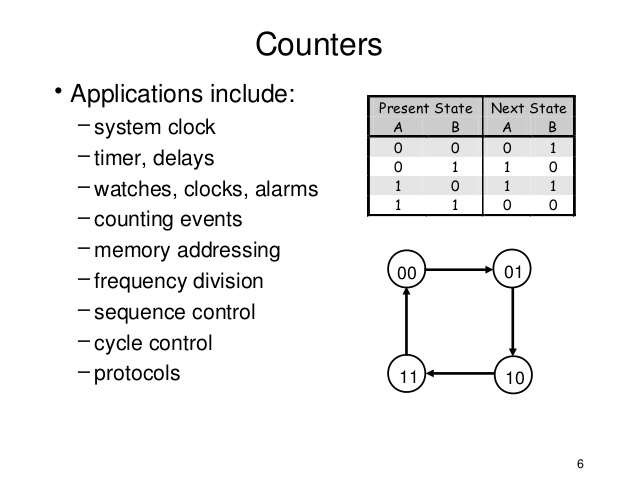 Counters
• Applications include:
– system clock
– timer, delays
– watches, clocks, alarms
– counting events
– memory addressing
– frequency division
– sequence control
– cycle control
– protocols
Present State Next State
A B A B
0 0 0 1
0 1 1 0
1 0 1 1
1 1 0 0
00 01
11 10
6